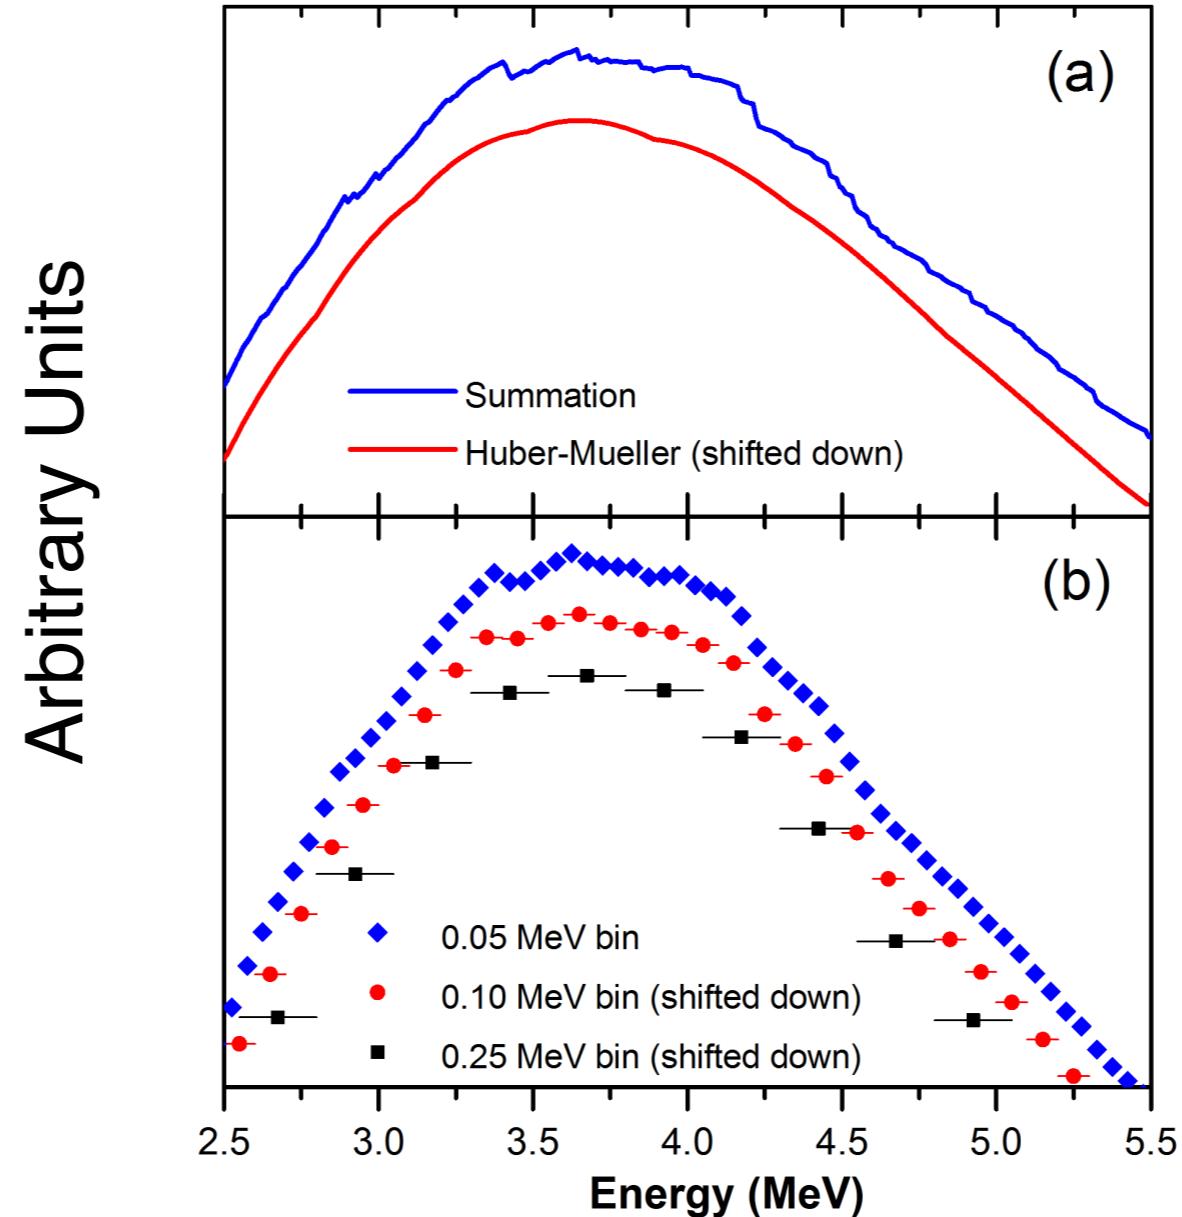 Arbitrary Units
(a)
Summation
Huber-Mueller (shifted down)
(b)
0.05 MeV bin
0.10 MeV bin (shifted down)
0.25 MeV bin (shifted down)
2.5 3.0 3.5 4.0 4.5 5.0 5.5
Energy (MeV)